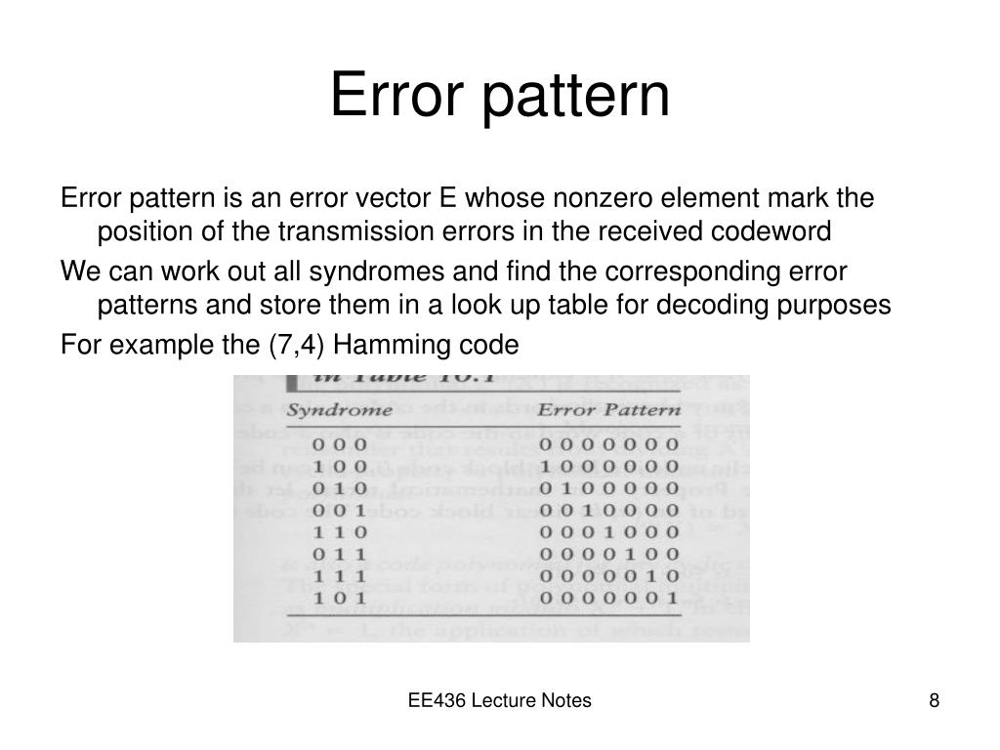 Error pattern
Error pattern is an error vector E whose nonzero element mark the
position of the transmission errors in the received codeword
We can work out all syndromes and find the corresponding error
patterns and store them in a look up table for decoding purposes
For example the (7,4) Hamming code
in Table 10.1
Syndrome Error Pattern
0 0 0 0 0 0 0 0 0 0
1 0 0 1 0 0 0 0 0 0
0 1 0 0 1 0 0 0 0 0
0 0 1 0 0 1 0 0 0 0
1 1 0 0 0 0 1 0 0 0
0 1 1 0 0 0 0 1 0 0
1 1 1 0 0 0 0 0 1 0
1 0 1 0 0 0 0 0 0 1
EE436 Lecture Notes
8